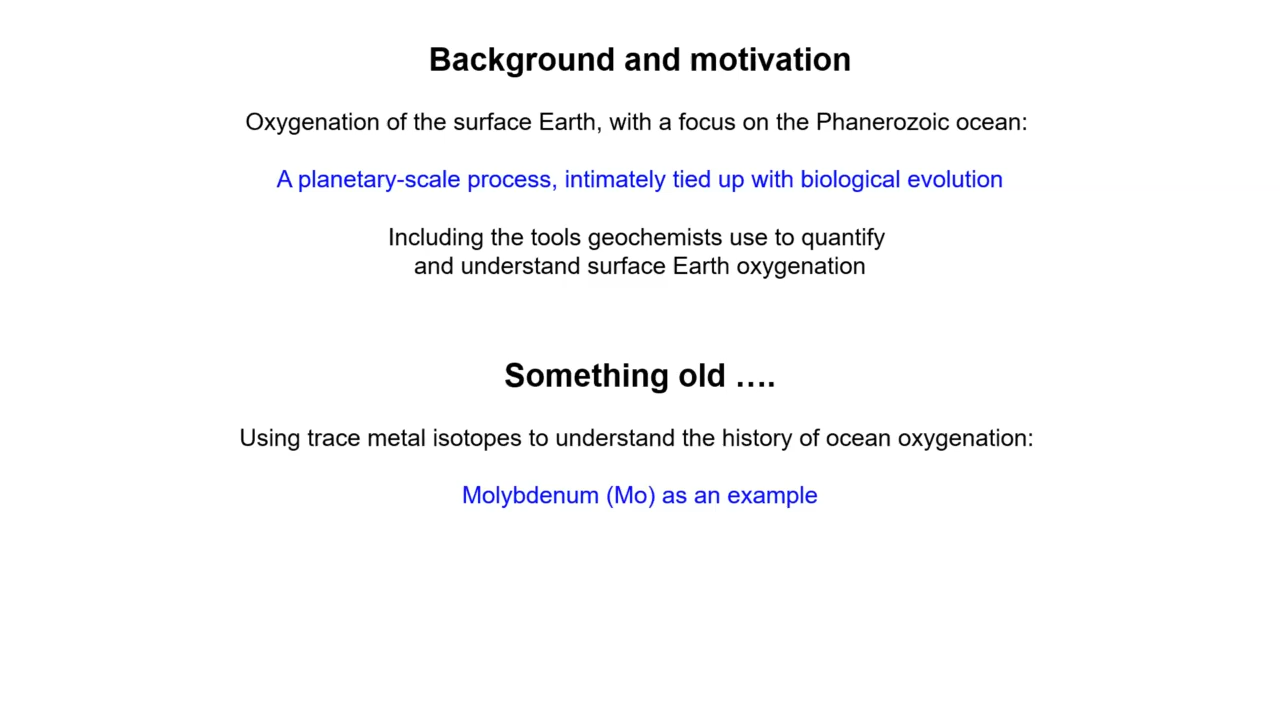 Background and motivation
Oxygenation of the surface Earth, with a focus on the Phanerozoic ocean:
A planetary-scale process, intimately tied up with biological evolution
Including the tools geochemists use to quantify
and understand surface Earth oxygenation
Something old ….
Using trace metal isotopes to understand the history of ocean oxygenation:
Molybdenum (Mo) as an example